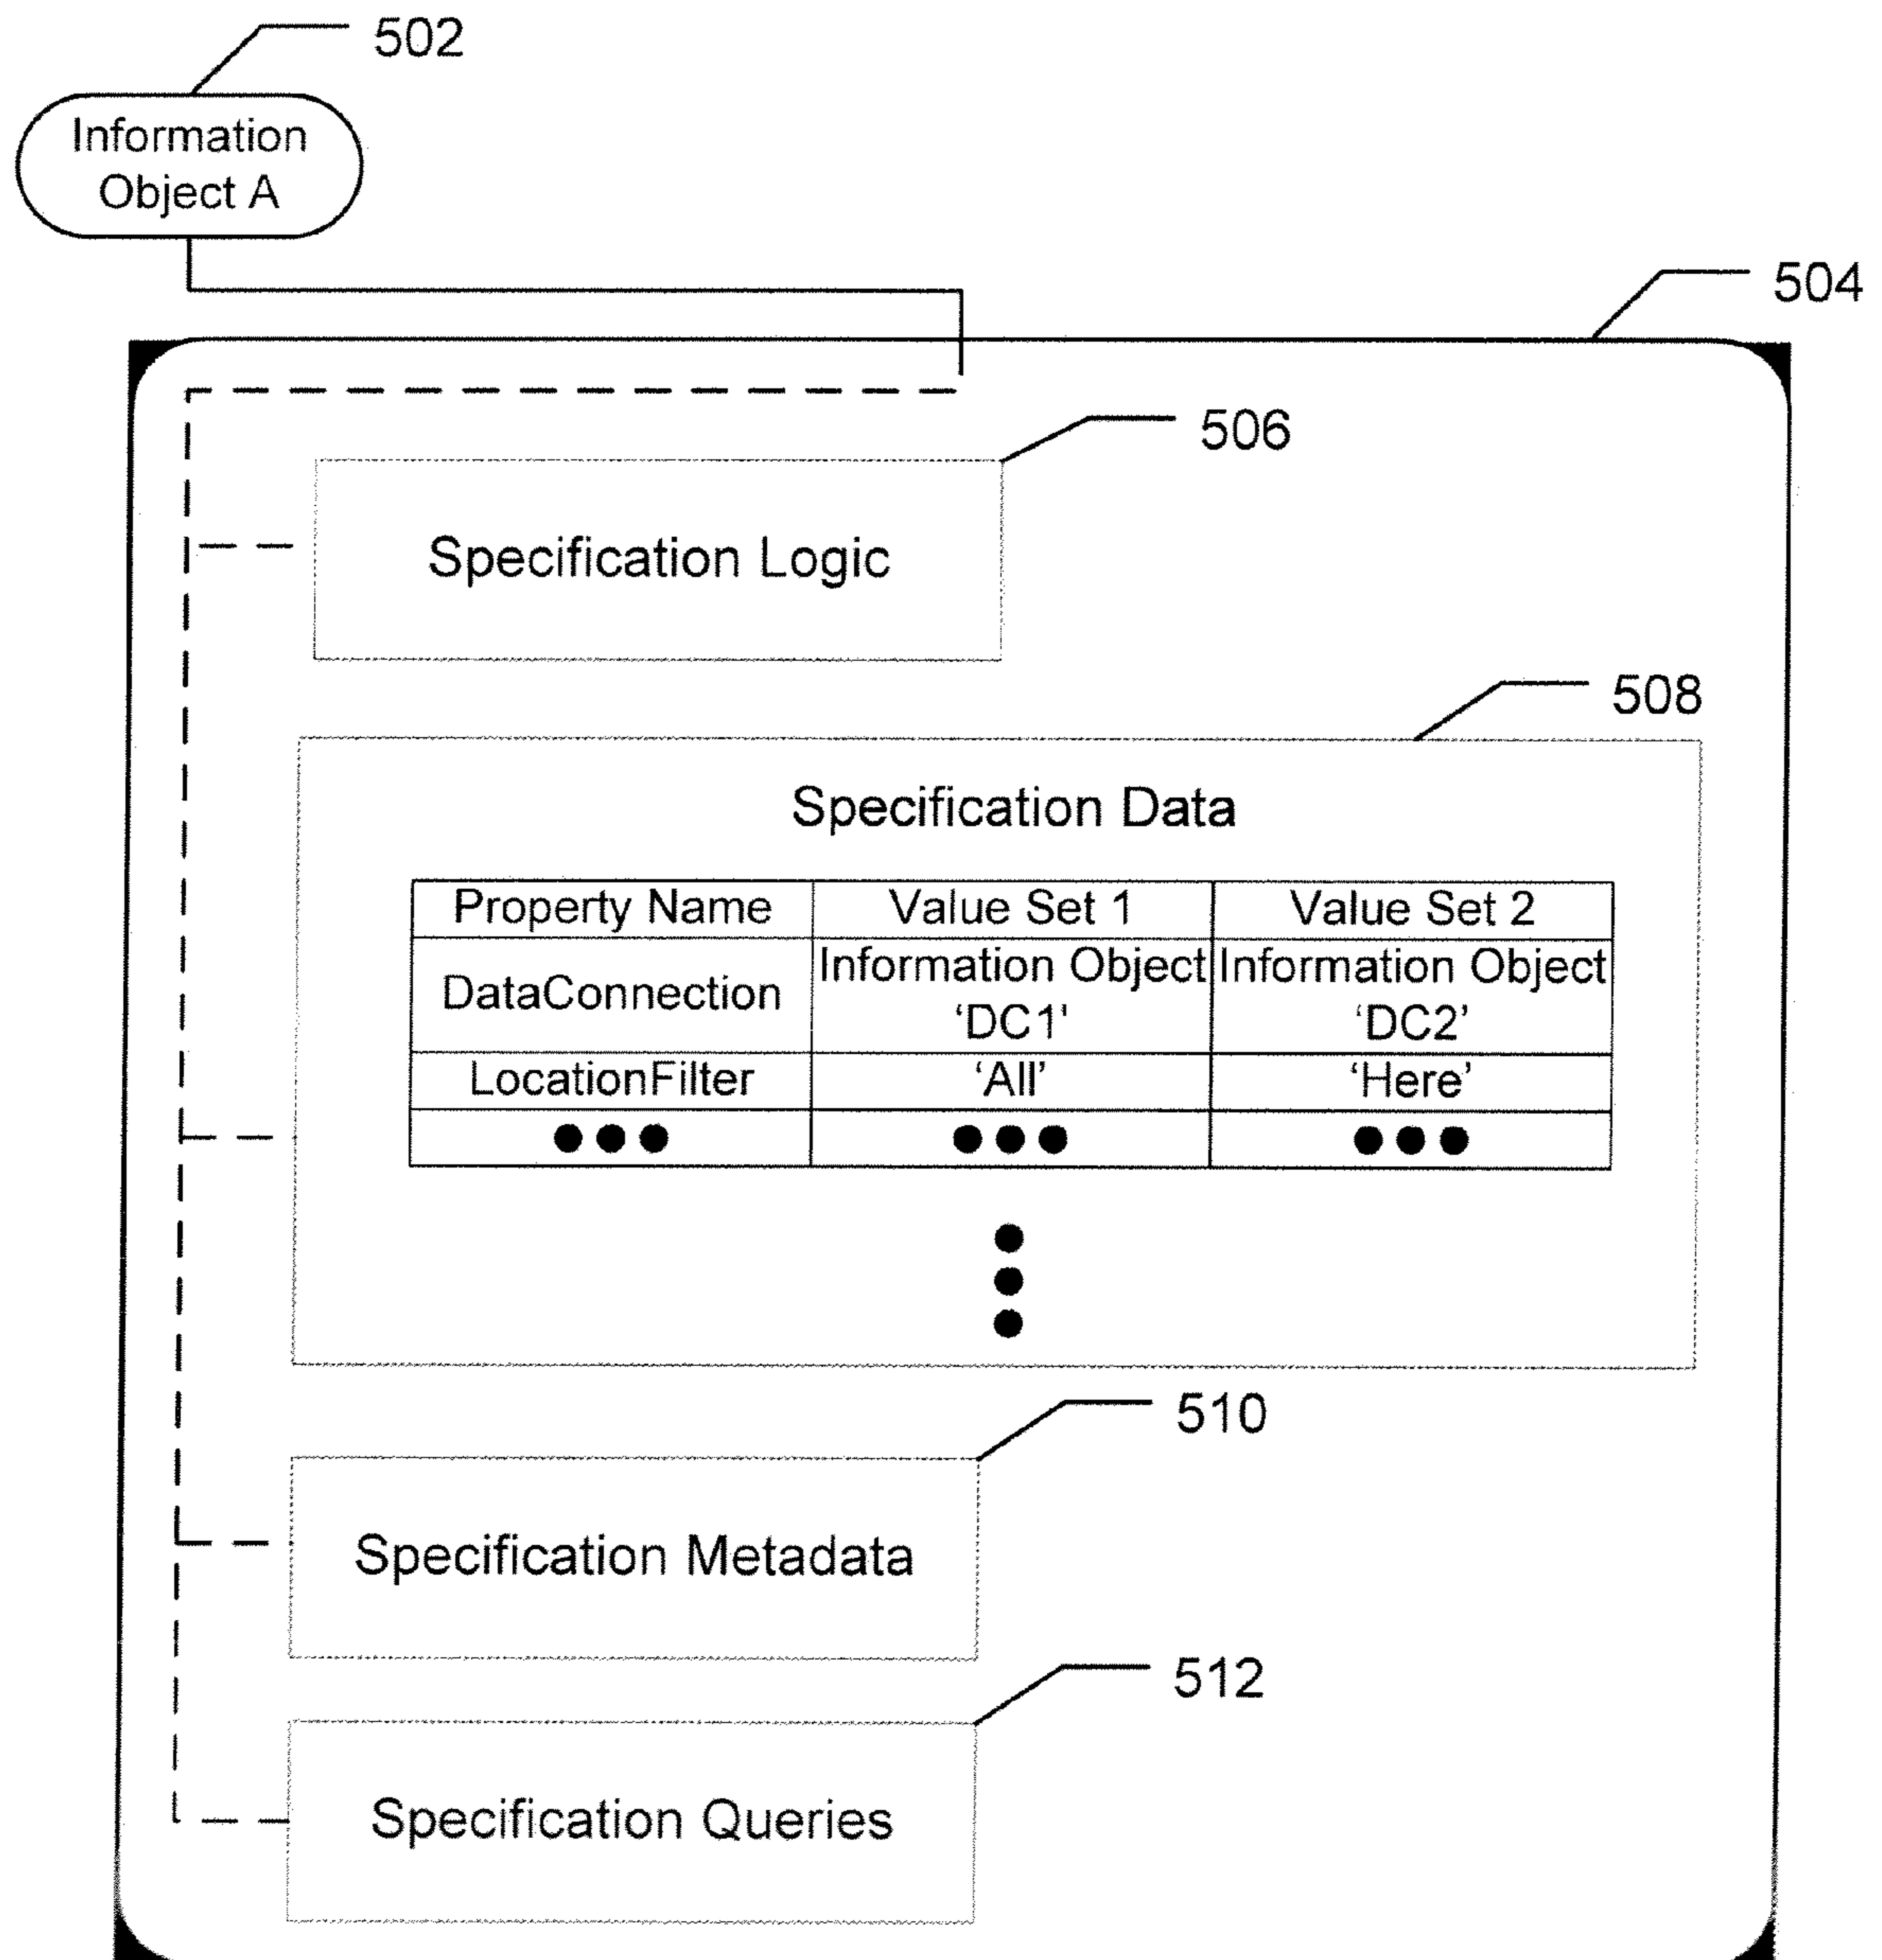 502
Information
Object A
504
506
Specification Logic
508
Specification Data
Property Name Value Set 1 Value Set 2
DataConnection Information Object 'DC1' Information Object 'DC2'
LocationFilter 'All' 'Here'
510
Specification Metadata
512
Specification Queries